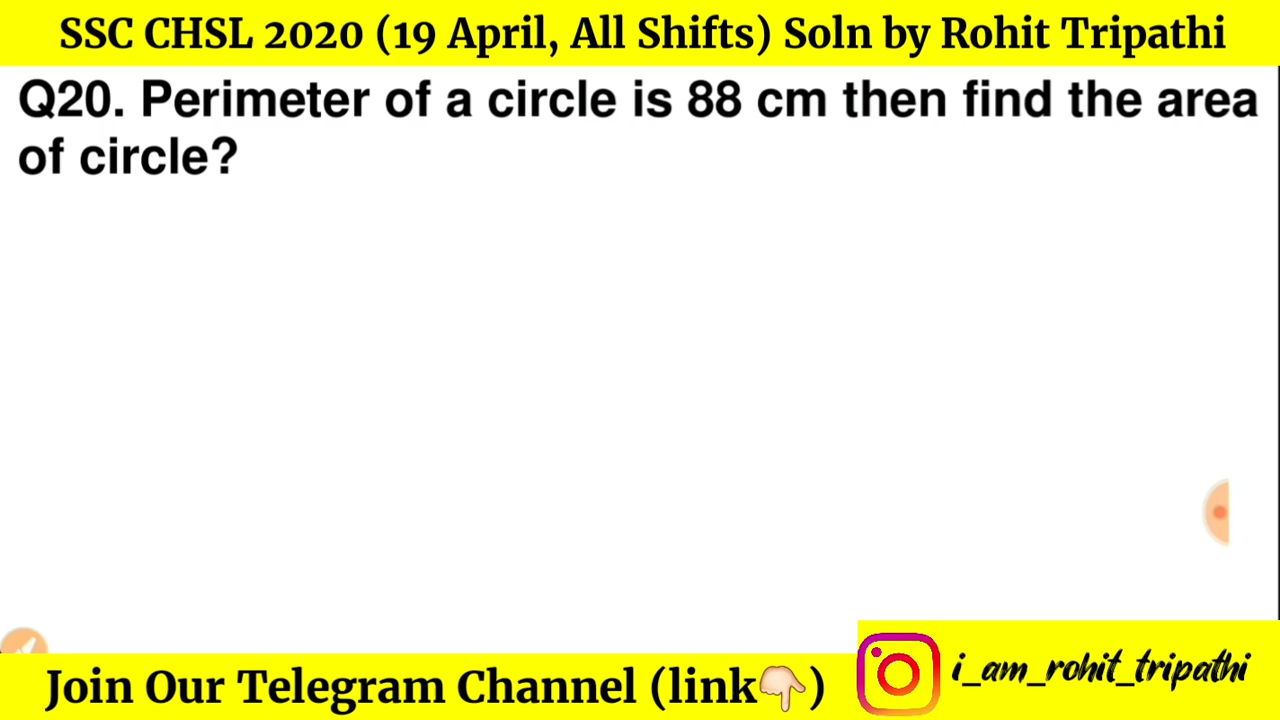 SSC CHSL 2020 (19 April, All Shifts) Soln by Rohit Tripathi
Q20. Perimeter of a circle is 88 cm then find the area
of circle?
Join Our Telegram Channel (link👇)
i_am_rohit_tripathi